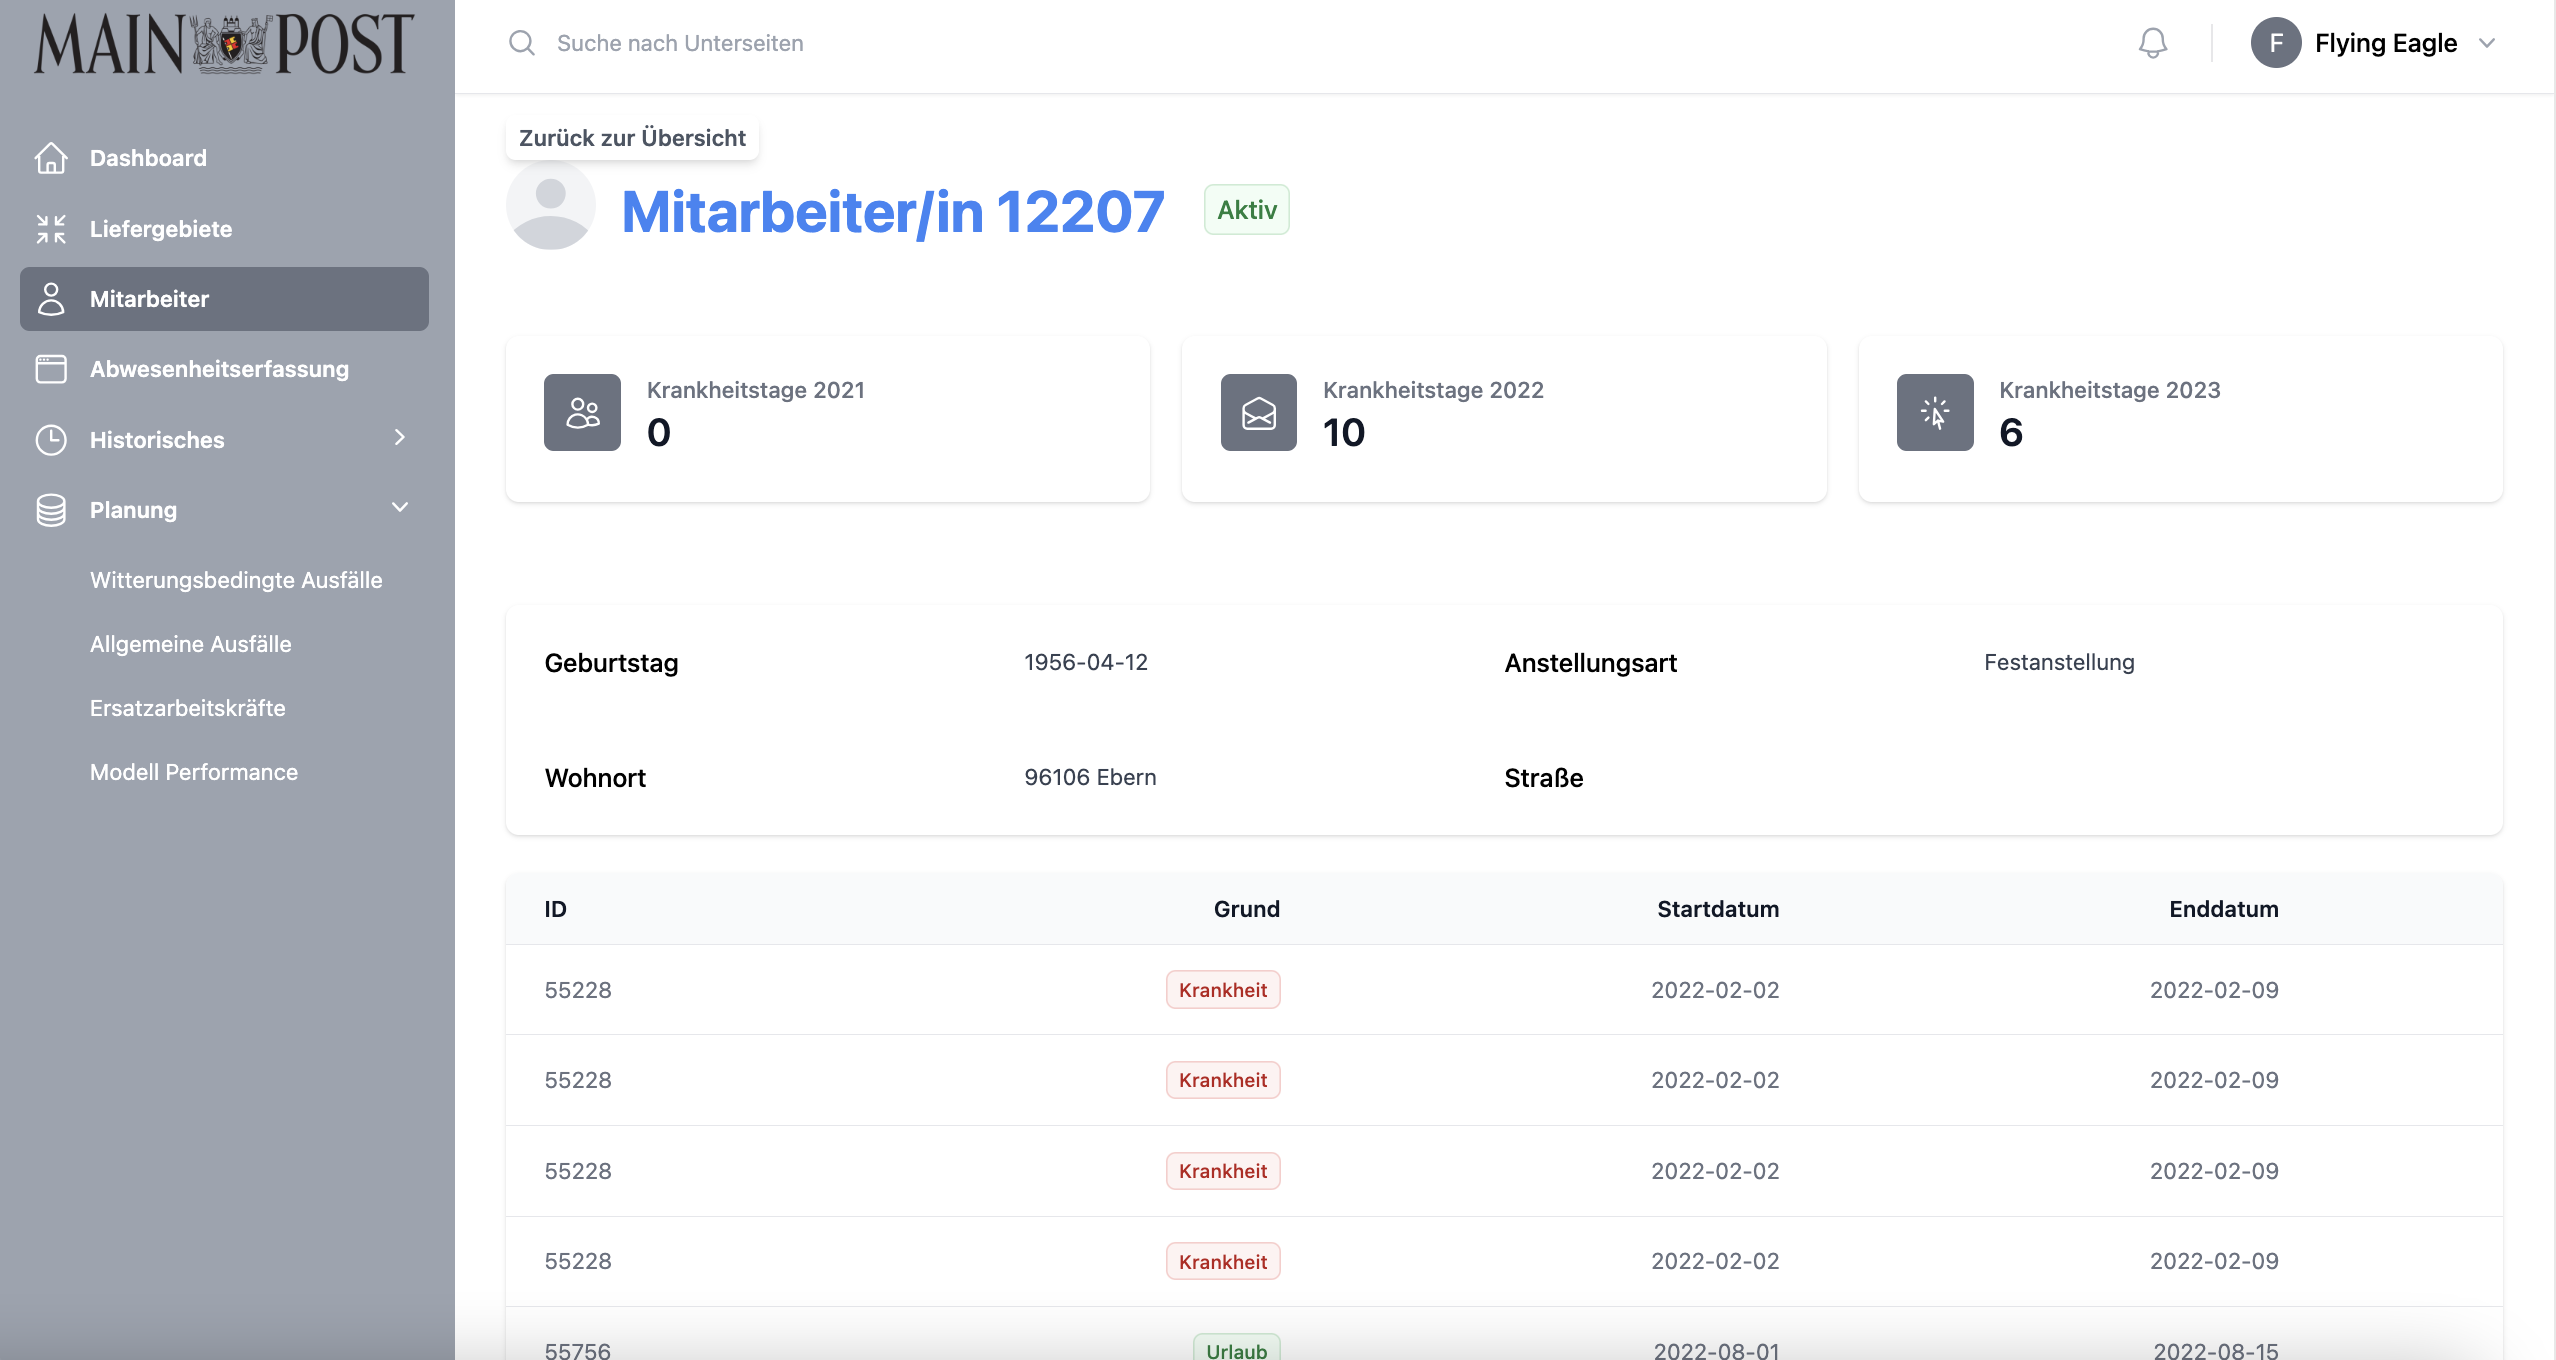 MAIN POST
Suche nach Unterseiten
F Flying Eagle
Dashboard
Liefergebiete
Mitarbeiter
Abwesenheitserfassung
Historisches
Planung
Witterungsbedingte Ausfälle
Allgemeine Ausfälle
Ersatzarbeitskräfte
Modell Performance
Zurück zur Übersicht
Mitarbeiter/in 12207 Aktiv
Krankheitstage 2021
0
Krankheitstage 2022
10
Krankheitstage 2023
6
Geburtstag 1956-04-12 Anstellungsart Festanstellung
Wohnort 96106 Ebern Straße
ID Grund Startdatum Enddatum
55228 Krankheit 2022-02-02 2022-02-09
55228 Krankheit 2022-02-02 2022-02-09
55228 Krankheit 2022-02-02 2022-02-09
55228 Krankheit 2022-02-02 2022-02-09
55756 Urlaub 2022-08-01 2022-08-15